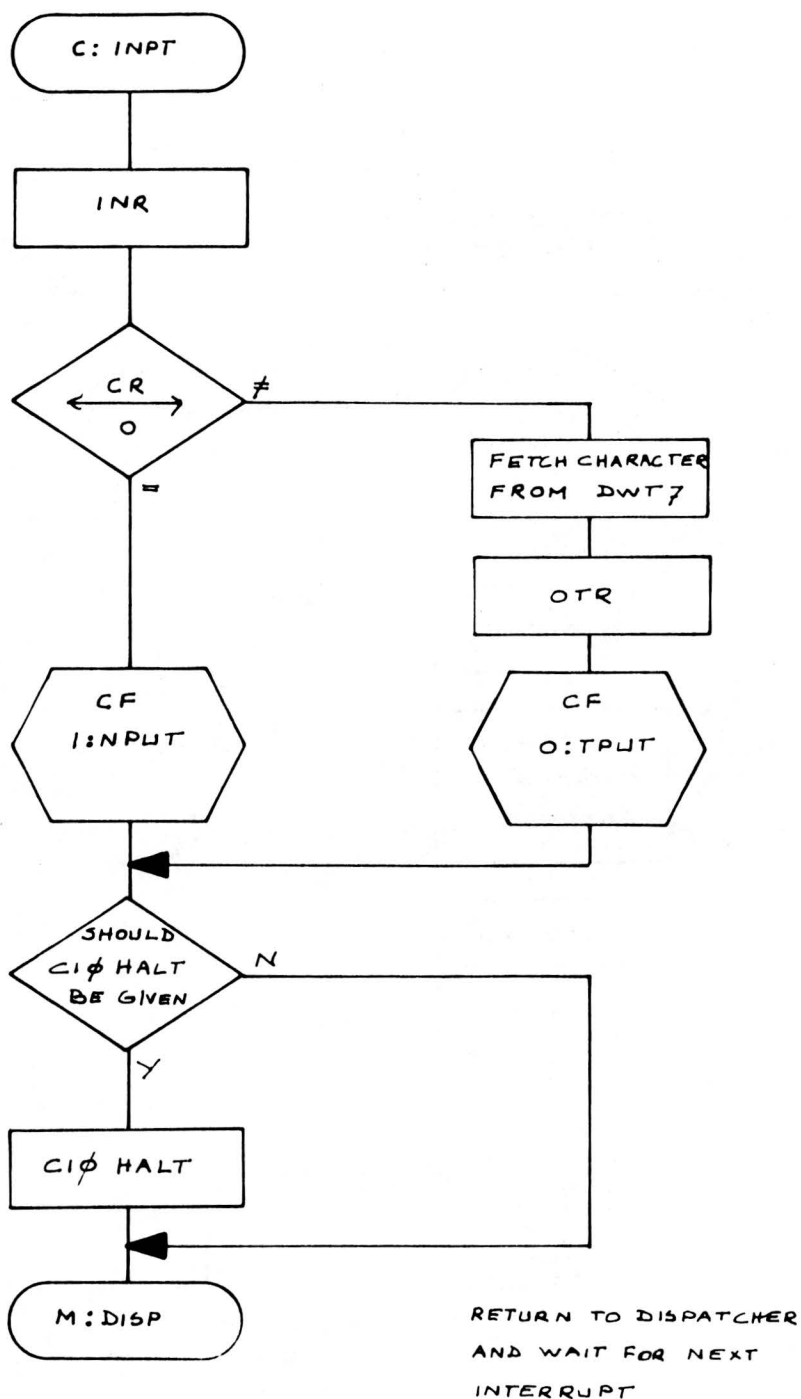 C: INPT
INR
CR
0
≠
=
FETCH CHARACTER
FROM DWT7
OTR
CF
I:NPUT
CF
O:TPUT
SHOULD
CIØ HALT
BE GIVEN
N
Y
CIØ HALT
M:DISP
RETURN TO DISPATCHER
AND WAIT FOR NEXT
INTERRUPT